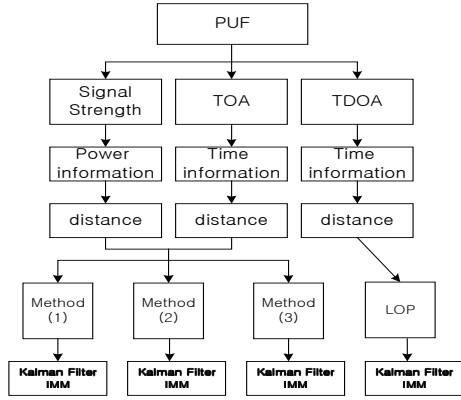 PUF
Signal
Strength
TOA
TDOA
Power
information
Time
information
Time
information
distance
distance
distance
Method
(1)
Method
(2)
Method
(3)
LOP
Kalman Filter
IMM
Kalman Filter
IMM
Kalman Filter
IMM
Kalman Filter
IMM